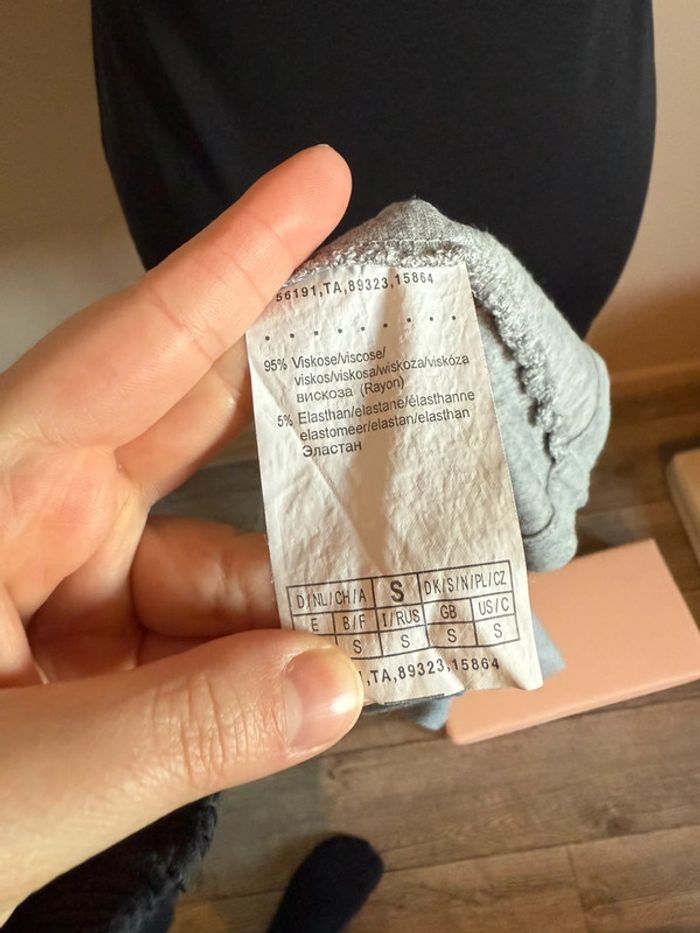 56191,TA,89323,15864
95% Viskose/viscose/
viskos/viskosa/wiskoza/viskóza
вискоза (Rayon)
5% Elasthan/elastane/élasthanne
elastomeer/elastan/elasthan
Эластан
D/NL/CH/A S DK/S/N/PL/CZ
E B/F I/RUS GB US/C
S S S S
,TA,89323,15864